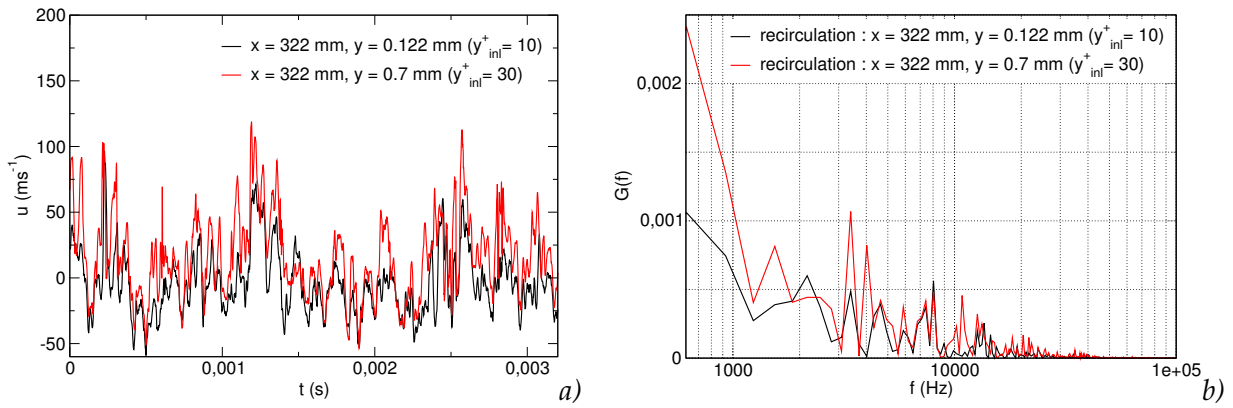 200
150
100
50
0
-50
u (ms⁻¹)
x = 322 mm, y = 0.122 mm (y⁺inl= 10)
x = 322 mm, y = 0.7 mm (y⁺inl= 30)
0
0,001
0,002
0,003
t (s)
a)
0,002
0,001
0
G(f)
recirculation : x = 322 mm, y = 0.122 mm (y⁺inl= 10)
recirculation : x = 322 mm, y = 0.7 mm (y⁺inl= 30)
1000
10000
1e+05
f (Hz)
b)